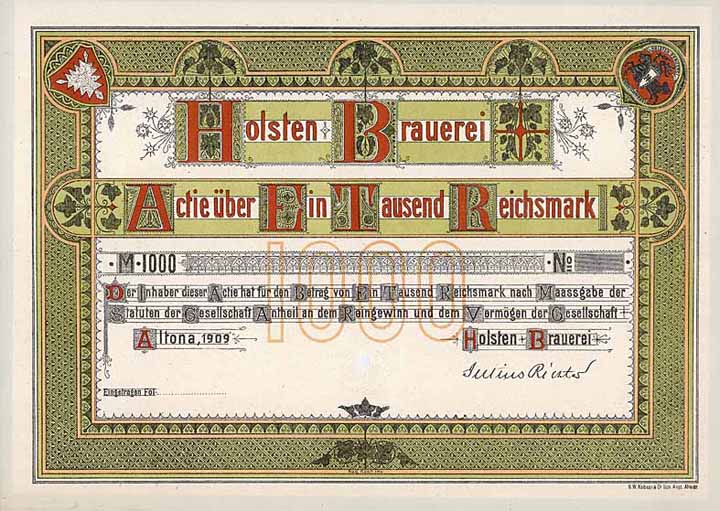 Holsten-Brauerei
Actie über Ein Tausend Reichsmark
M·1000 · No
1000
Der Inhaber dieser Actie hat für den Betrag von Ein Tausend Reichsmark nach Maassgabe der
Statuten der Gesellschaft Antheil an dem Reingewinn und dem Vermögen der Gesellschaft
Altona, 1909
Holsten-Brauerei
Julius Richter
Eingetragen Fol.